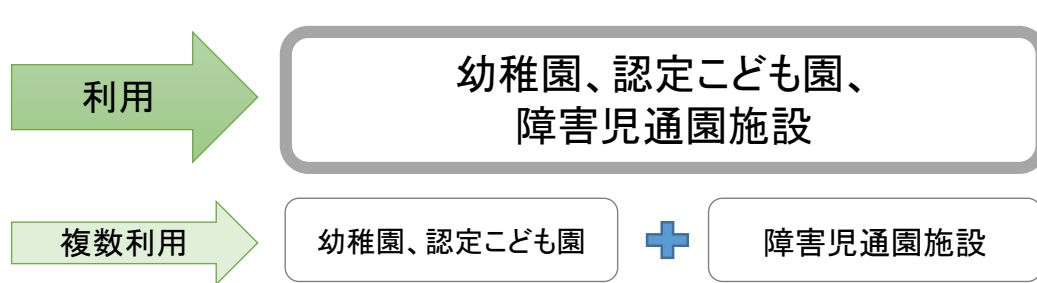 利用
幼稚園、認定こども園、
障害児通園施設
複数利用
幼稚園、認定こども園
障害児通園施設